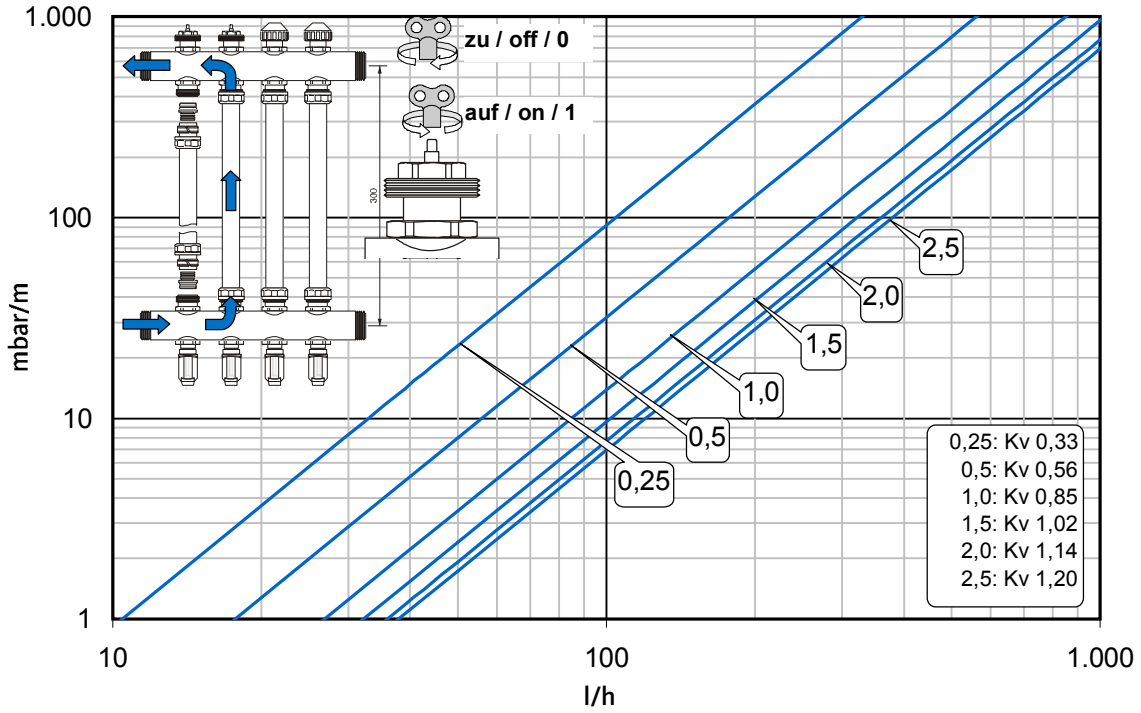 1.000
100
10
1
mbar/m
zu / off / 0
auf / on / 1
300
2,5
2,0
1,5
1,0
0,5
0,25
0,25: Kv 0,33
0,5: Kv 0,56
1,0: Kv 0,85
1,5: Kv 1,02
2,0: Kv 1,14
2,5: Kv 1,20
10
100
1.000
l/h